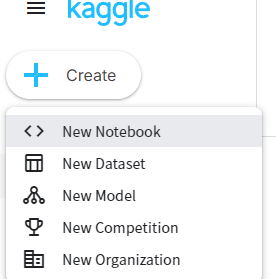 kaggle
Create
New Notebook
New Dataset
New Model
New Competition
New Organization